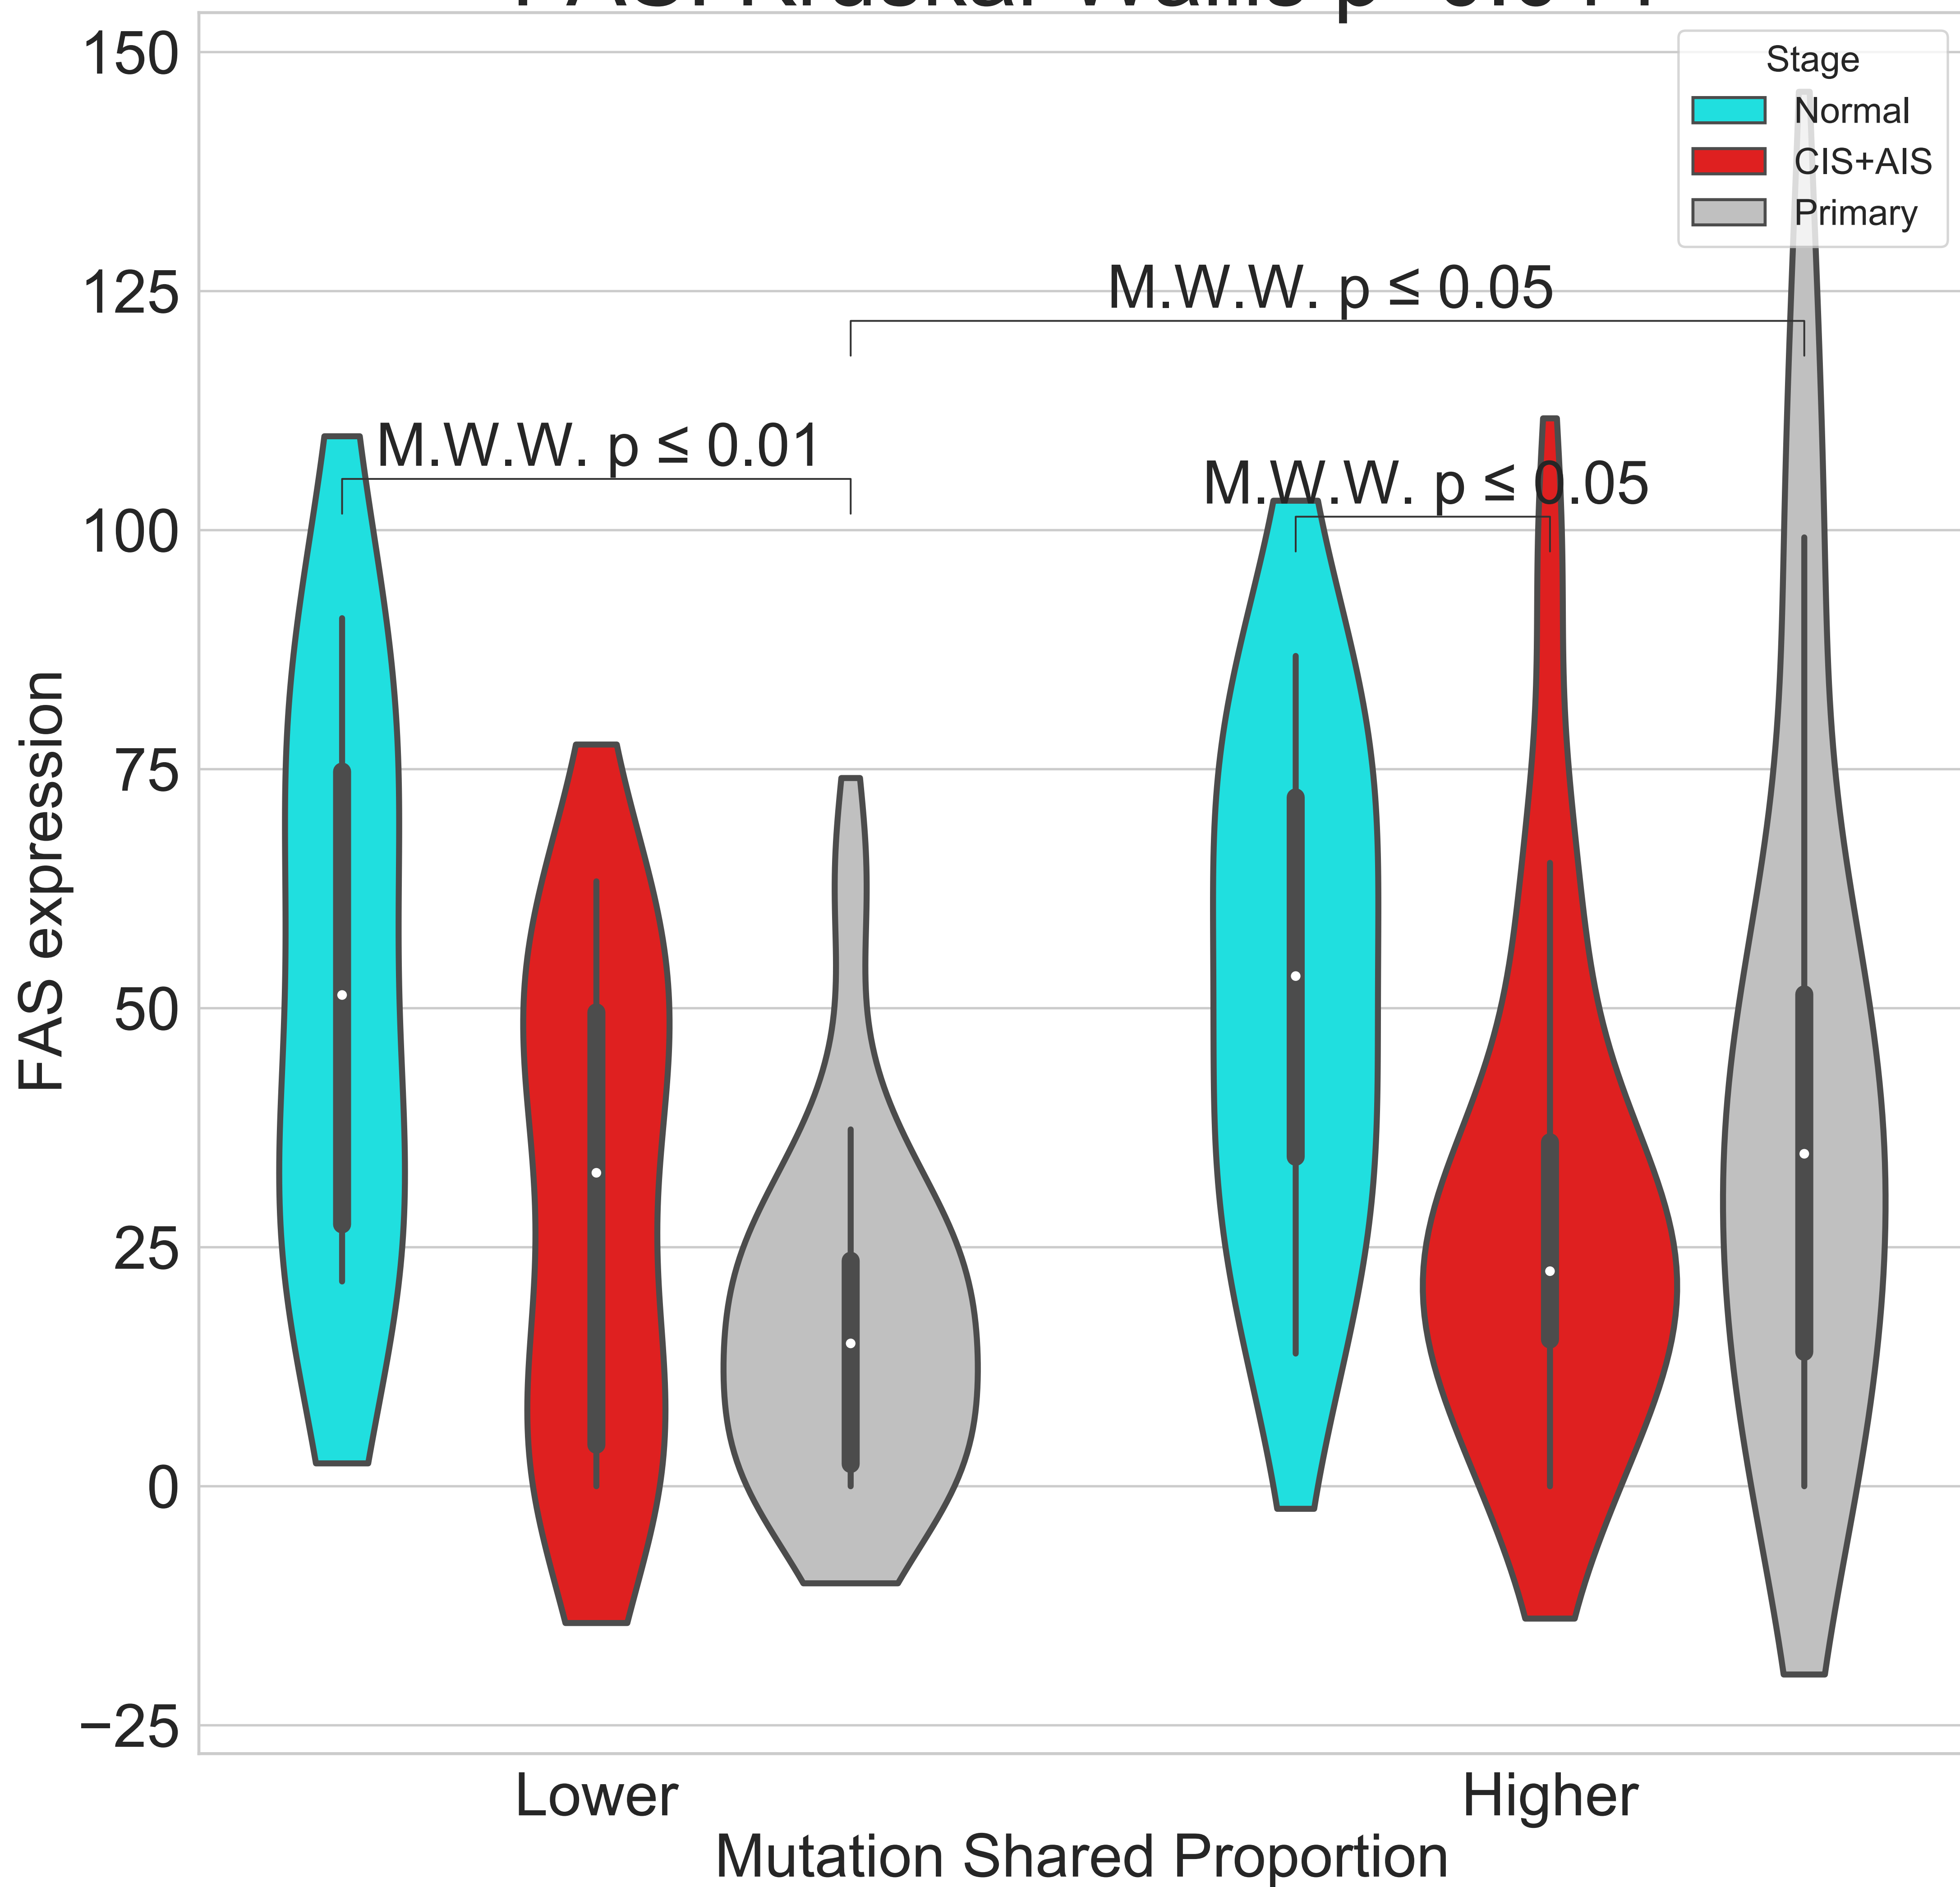 150
125
100
75
50
25
0
−25
FAS expression
Stage
Normal
CIS+AIS
Primary
M.W.W. p ≤ 0.05
M.W.W. p ≤ 0.01
M.W.W. p ≤ 0.05
Lower
Higher
Mutation Shared Proportion